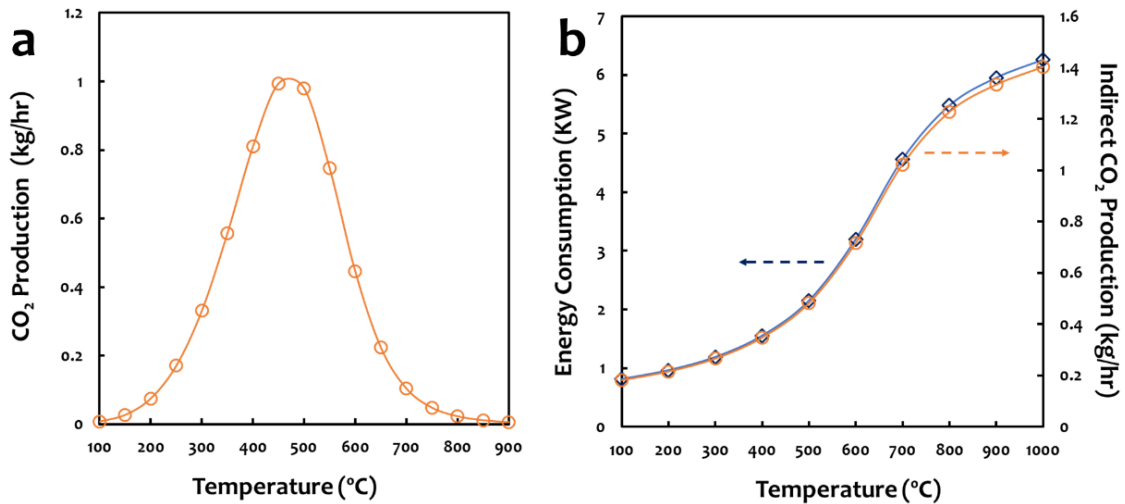 a
CO₂ Production (kg/hr)
1.2
1
0.8
0.6
0.4
0.2
0
100 200 300 400 500 600 700 800 900
Temperature (°C)
b
Energy Consumption (KW)
7
6
5
4
3
2
1
0
100 200 300 400 500 600 700 800 900 1000
Temperature (°C)
1.6
1.4
1.2
1
0.8
0.6
0.4
0.2
0
Indirect CO₂ Production (kg/hr)